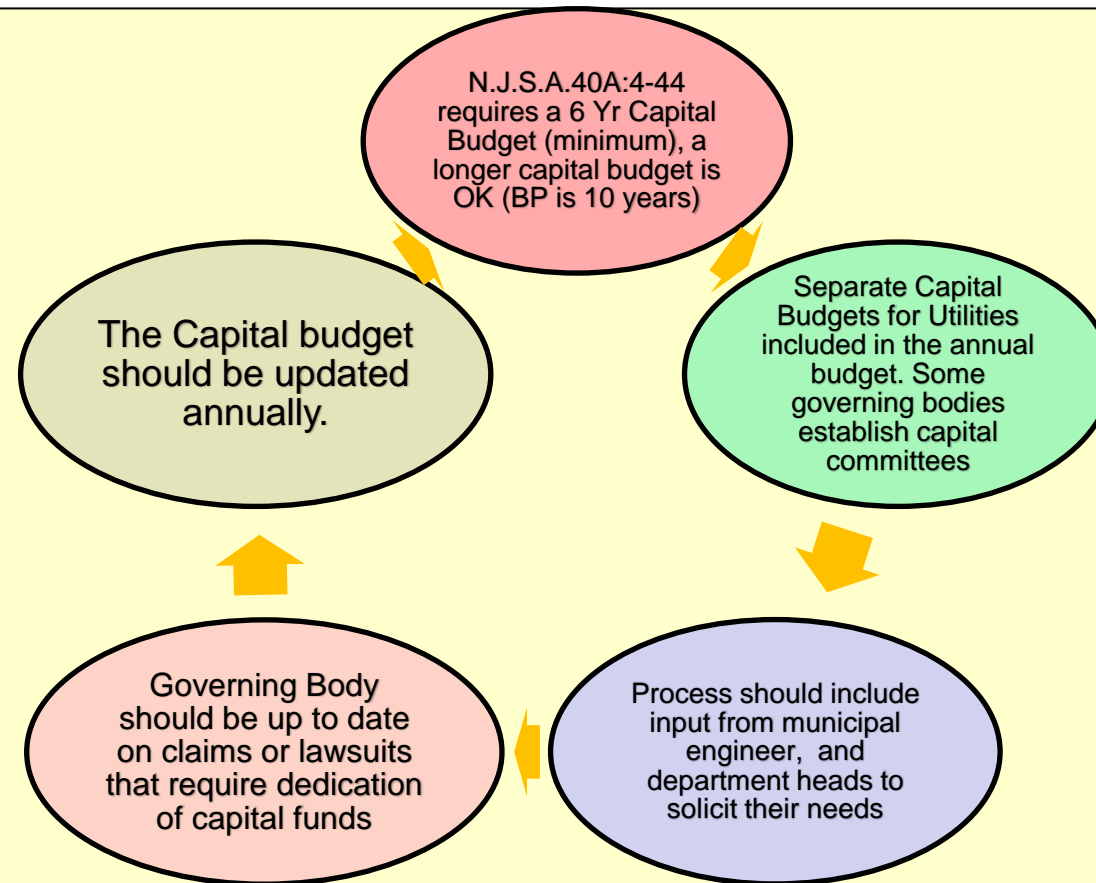 N.J.S.A.40A:4-44
requires a 6 Yr Capital
Budget (minimum), a
longer capital budget is
OK (BP is 10 years)
Separate Capital
Budgets for Utilities
included in the annual
budget. Some
governing bodies
establish capital
committees
Process should include
input from municipal
engineer, and
department heads to
solicit their needs
Governing Body
should be up to date
on claims or lawsuits
that require dedication
of capital funds
The Capital budget
should be updated
annually.